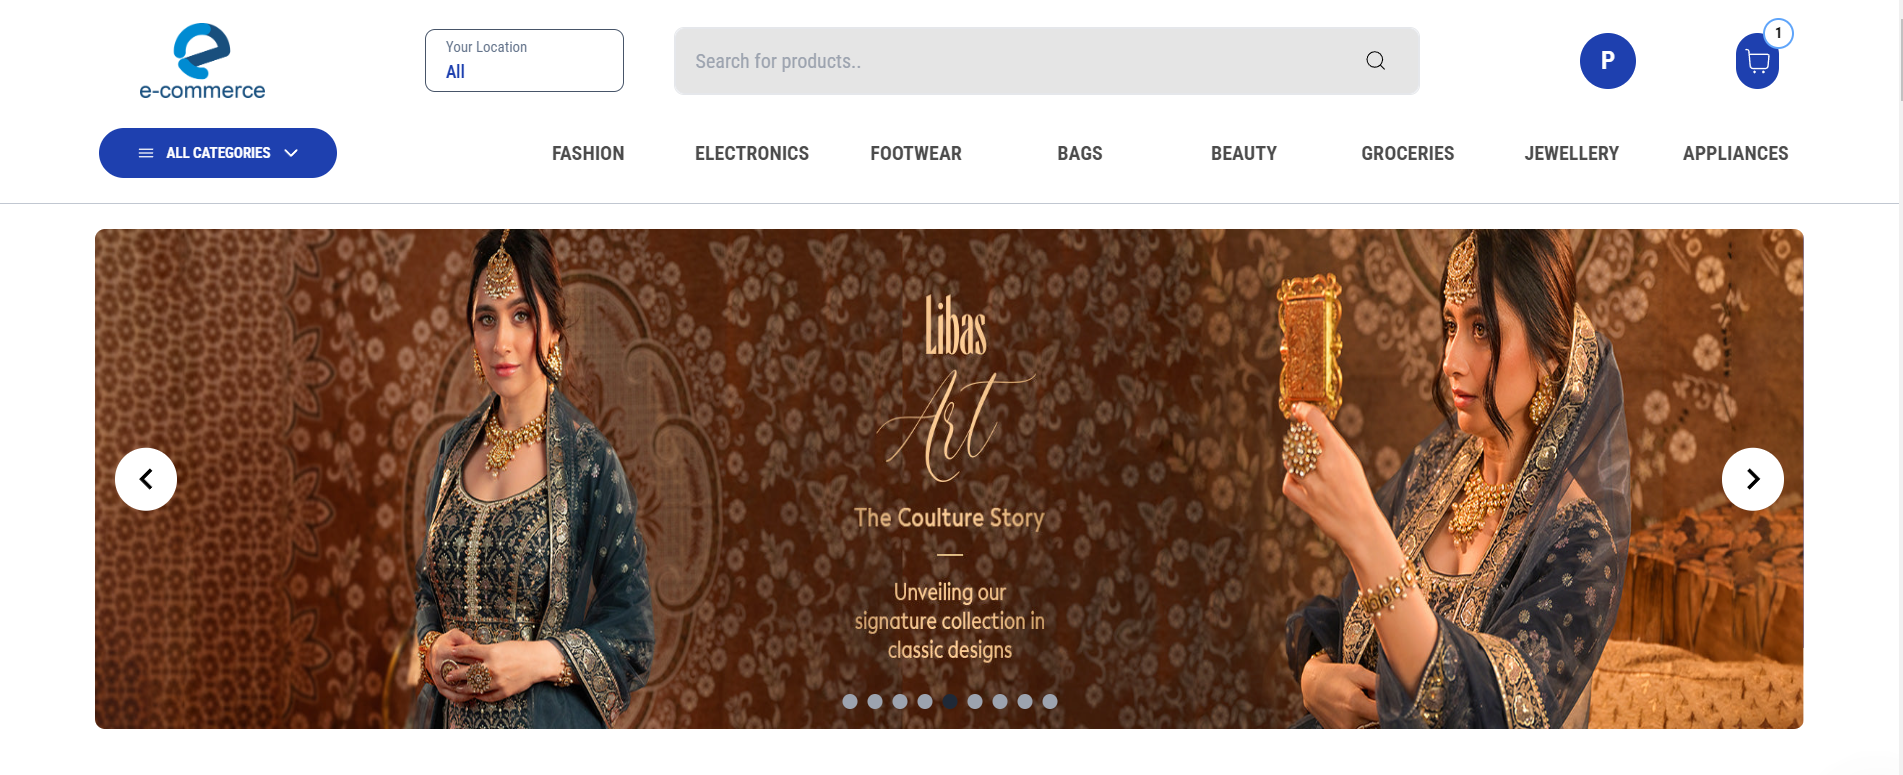 e-commerce
Your Location
All
Search for products..
P
1
ALL CATEGORIES
FASHION
ELECTRONICS
FOOTWEAR
BAGS
BEAUTY
GROCERIES
JEWELLERY
APPLIANCES
Libas
Art
The Coulture Story
Unveiling our
signature collection in
classic designs